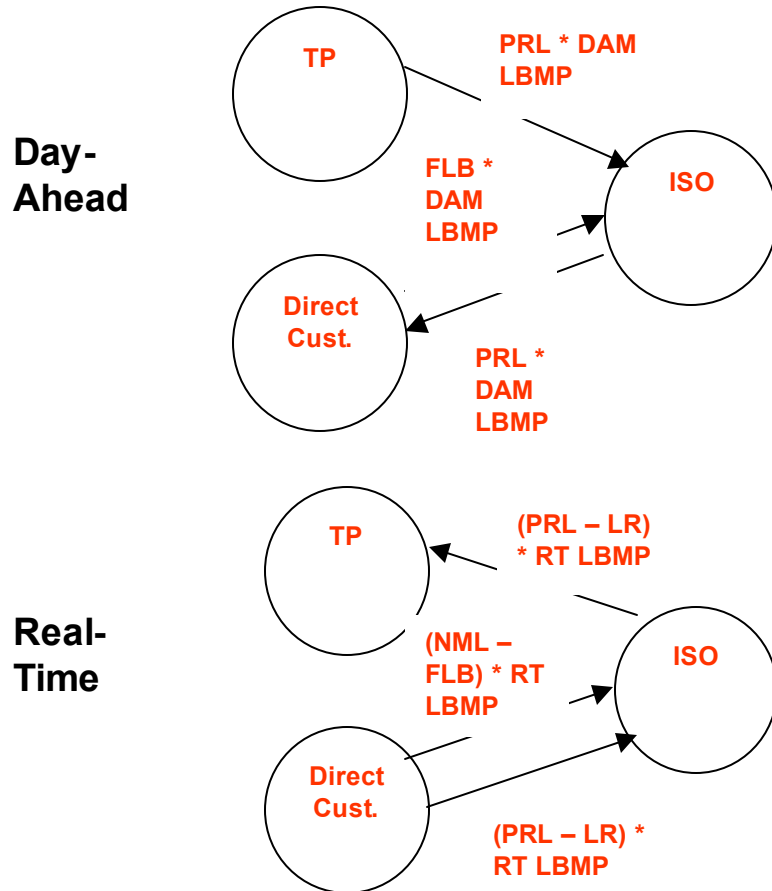 TP
PRL * DAM
LBMP
Day-
Ahead
FLB *
DAM
LBMP
ISO
Direct
Cust.
PRL *
DAM
LBMP
TP
(PRL – LR)
* RT LBMP
Real-
Time
(NML –
FLB) * RT
LBMP
ISO
Direct
Cust.
(PRL – LR) *
RT LBMP